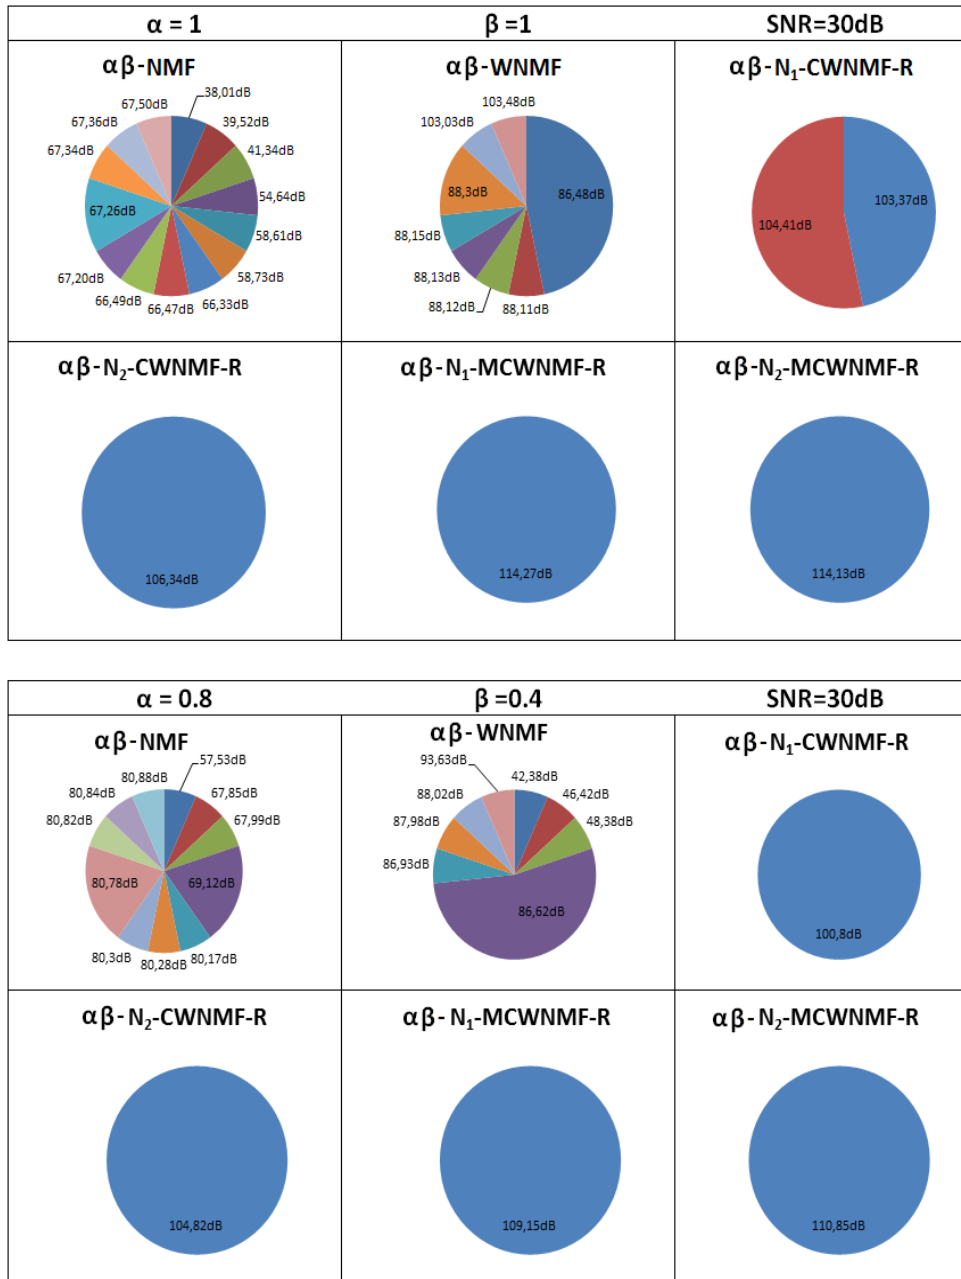 α = 1 β =1 SNR=30dB
αβ-NMF αβ-WNMF αβ-N₁-CWNMF-R
67,50dB 38,01dB
67,36dB 39,52dB
67,34dB 41,34dB
67,26dB 54,64dB
58,61dB
67,20dB 58,73dB
66,49dB 66,33dB
66,47dB
103,48dB
103,03dB
88,3dB 86,48dB
88,15dB
88,13dB
88,12dB 88,11dB
103,37dB
104,41dB
αβ-N₂-CWNMF-R αβ-N₁-MCWNMF-R αβ-N₂-MCWNMF-R
106,34dB 114,27dB 114,13dB
α = 0.8 β =0.4 SNR=30dB
αβ-NMF αβ-WNMF αβ-N₁-CWNMF-R
80,88dB 57,53dB
80,84dB 67,85dB
80,82dB 67,99dB
80,78dB 69,12dB
80,3dB 80,28dB 80,17dB
93,63dB 42,38dB
88,02dB 46,42dB
87,98dB 48,38dB
86,93dB
86,62dB
100,8dB
αβ-N₂-CWNMF-R αβ-N₁-MCWNMF-R αβ-N₂-MCWNMF-R
104,82dB 109,15dB 110,85dB